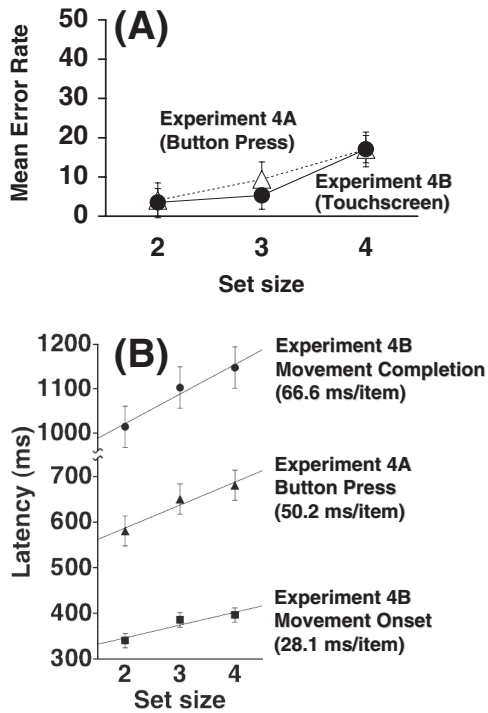 (A)
Mean Error Rate
50
40
30
20
10
0
Experiment 4A
(Button Press)
Experiment 4B
(Touchscreen)
2 3 4
Set size
(B)
Latency (ms)
1200
1100
1000
700
600
500
400
300
Experiment 4B
Movement Completion
(66.6 ms/item)
Experiment 4A
Button Press
(50.2 ms/item)
Experiment 4B
Movement Onset
(28.1 ms/item)
2 3 4
Set size